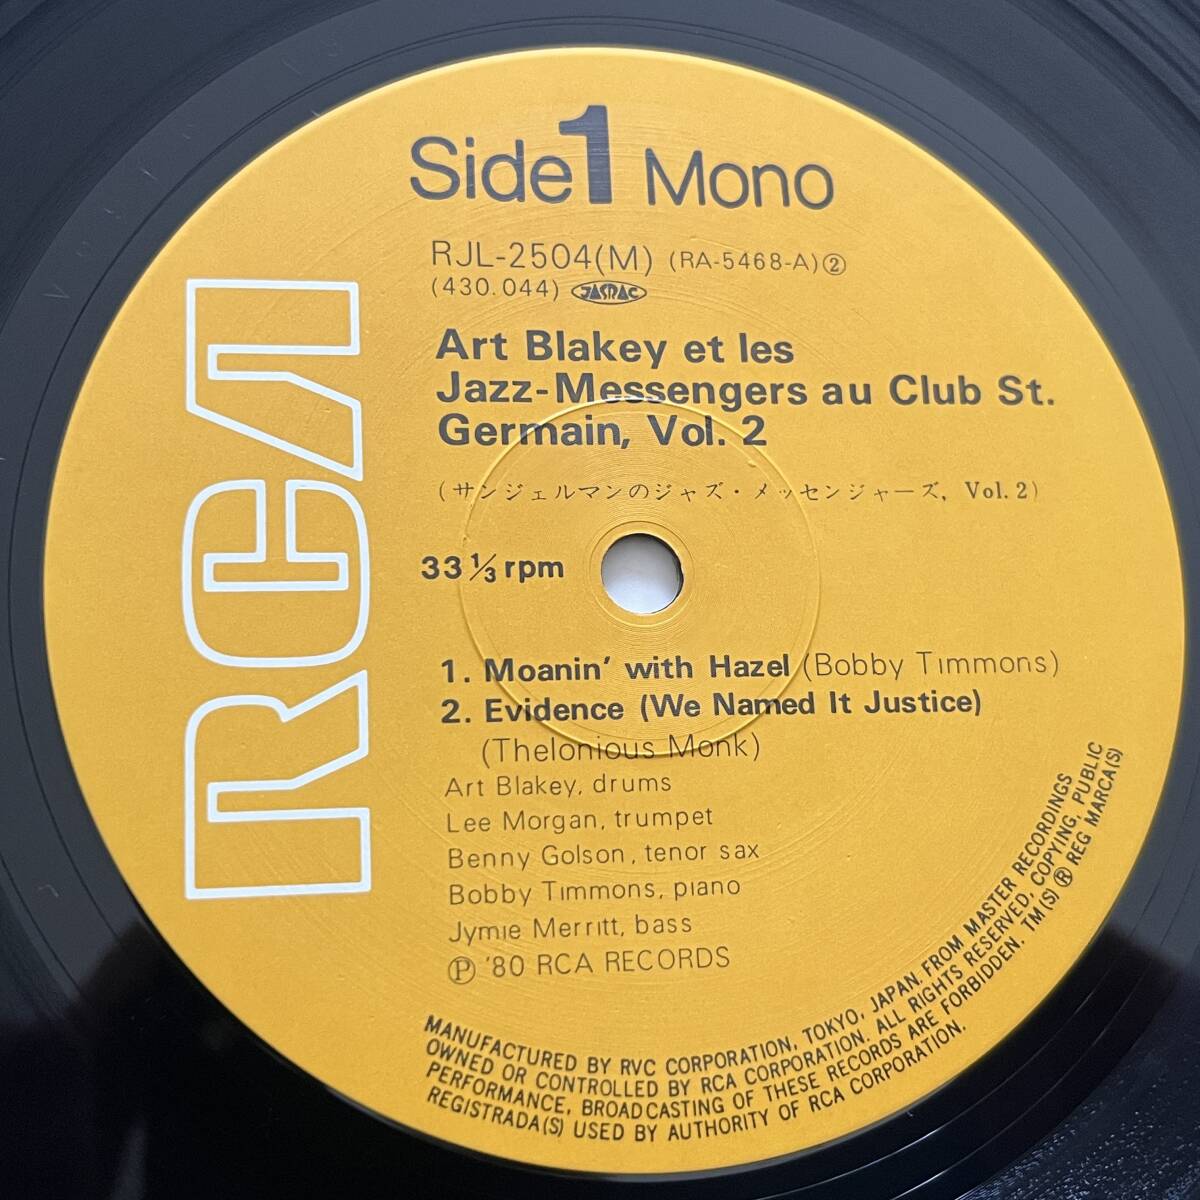 Side 1 Mono
RJL-2504(M) (RA-5468-A)②
(430.044) JASRAC
RCA
Art Blakey et les
Jazz-Messengers au Club St.
Germain, Vol. 2
(サンジェルマンのジャズ・メッセンジャーズ, Vol.2)
33 ⅓ rpm
1. Moanin' with Hazel (Bobby Timmons)
2. Evidence (We Named It Justice)
(Thelonious Monk)
Art Blakey, drums
Lee Morgan, trumpet
Benny Golson, tenor sax
Bobby Timmons, piano
Jymie Merritt, bass
Ⓟ '80 RCA RECORDS
MANUFACTURED BY RVC CORPORATION, TOKYO, JAPAN, FROM MASTER RECORDINGS
OWNED OR CONTROLLED BY RCA CORPORATION. ALL RIGHTS RESERVED, COPYING, PUBLIC
PERFORMANCE, BROADCASTING OF THESE RECORDS ARE FORBIDDEN. TM(S) ® REG MARCA(S)
REGISTRADA(S) USED BY AUTHORITY OF RCA CORPORATION.